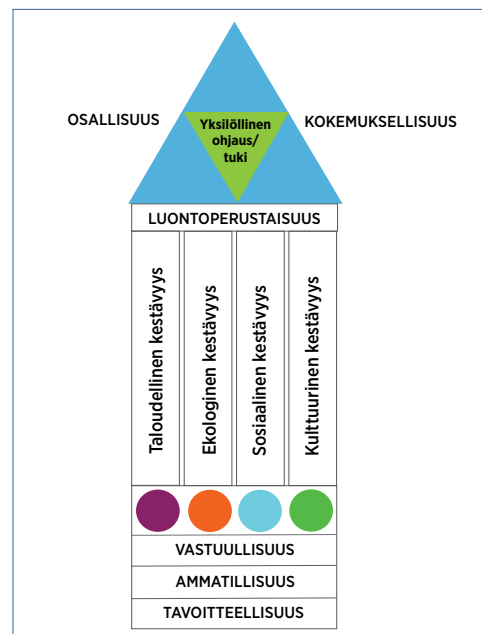 OSALLISUUS
Yksilöllinen
ohjaus/
tuki
KOKEMUKSELLISUUS
LUONTOPERUSTAISUUS
Taloudellinen kestävyys
Ekologinen kestävyys
Sosiaalinen kestävyys
Kulttuurinen kestävyys
VASTUULLISUUS
AMMATILLISUUS
TAVOITTEELLISUUS